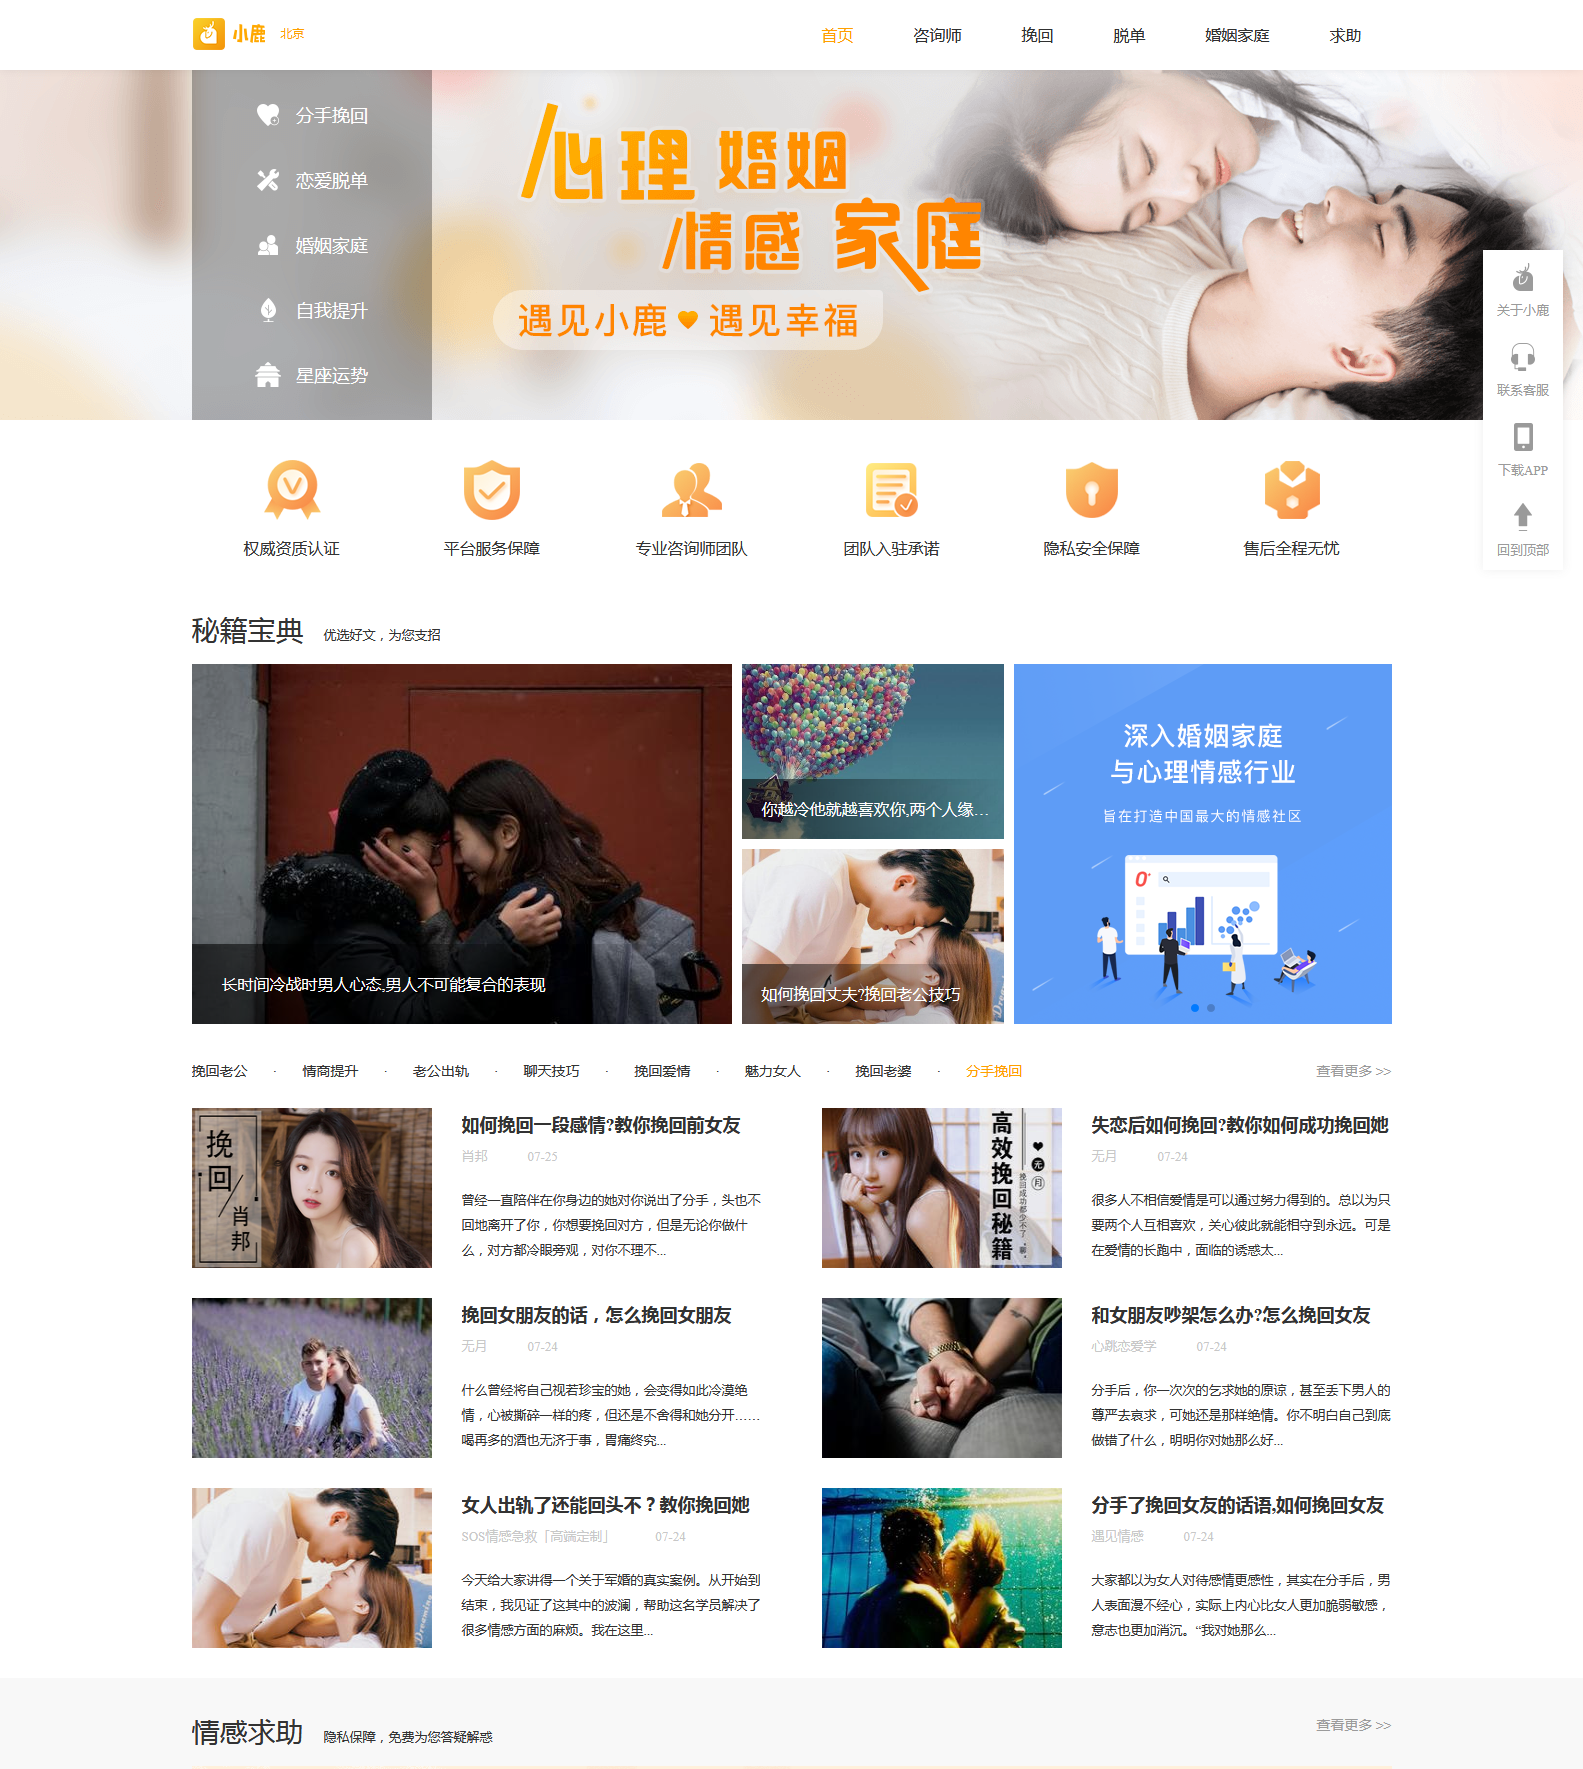 小鹿 北京 首页 咨询师 挽回 脱单 婚姻家庭 求助
分手挽回
恋爱脱单
婚姻家庭
自我提升
星座运势
心理 婚姻
情感 家庭
遇见小鹿 遇见幸福
关于小鹿
联系客服
下载APP
回到顶部
权威资质认证 平台服务保障 专业咨询师团队 团队入驻承诺 隐私安全保障 售后全程无忧
秘籍宝典 优选好文，为您支招
长时间冷战时男人心态,男人不可能复合的表现
你越冷他就越喜欢你,两个人缘...
如何挽回丈夫?挽回老公技巧
深入婚姻家庭
与心理情感行业
旨在打造中国最大的情感社区
挽回老公 · 情商提升 · 老公出轨 · 聊天技巧 · 挽回爱情 · 魅力女人 · 挽回老婆 · 分手挽回 查看更多 >>
挽回
肖邦
如何挽回一段感情?教你挽回前女友
肖邦 07-25
曾经一直陪伴在你身边的她对你说出了分手，头也不
回地离开了你，你想要挽回对方，但是无论你做什
么，对方都冷眼旁观，对你不理不...
高效挽回秘籍
无月
挽回成功都少不了“聊”
失恋后如何挽回?教你如何成功挽回她
无月 07-24
很多人不相信爱情是可以通过努力得到的。总以为只
要两个人互相喜欢，关心彼此就能相守到永远。可是
在爱情的长跑中，面临的诱惑太...
挽回女朋友的话，怎么挽回女朋友
无月 07-24
什么曾经将自己视若珍宝的她，会变得如此冷漠绝
情，心被撕碎一样的疼，但还是不舍得和她分开……
喝再多的酒也无济于事，胃痛终究...
和女朋友吵架怎么办?怎么挽回女友
心跳恋爱学 07-24
分手后，你一次次的乞求她的原谅，甚至丢下男人的
尊严去哀求，可她还是那样绝情。你不明白自己到底
做错了什么，明明你对她那么好...
女人出轨了还能回头不？教你挽回她
SOS情感急救「高端定制」 07-24
今天给大家讲得一个关于军婚的真实案例。从开始到
结束，我见证了这其中的波澜，帮助这名学员解决了
很多情感方面的麻烦。我在这里...
分手了挽回女友的话语,如何挽回女友
遇见情感 07-24
大家都以为女人对待感情更感性，其实在分手后，男
人表面漫不经心，实际上内心比女人更加脆弱敏感，
意志也更加消沉。“我对她那么...
情感求助 隐私保障，免费为您答疑解惑 查看更多 >>